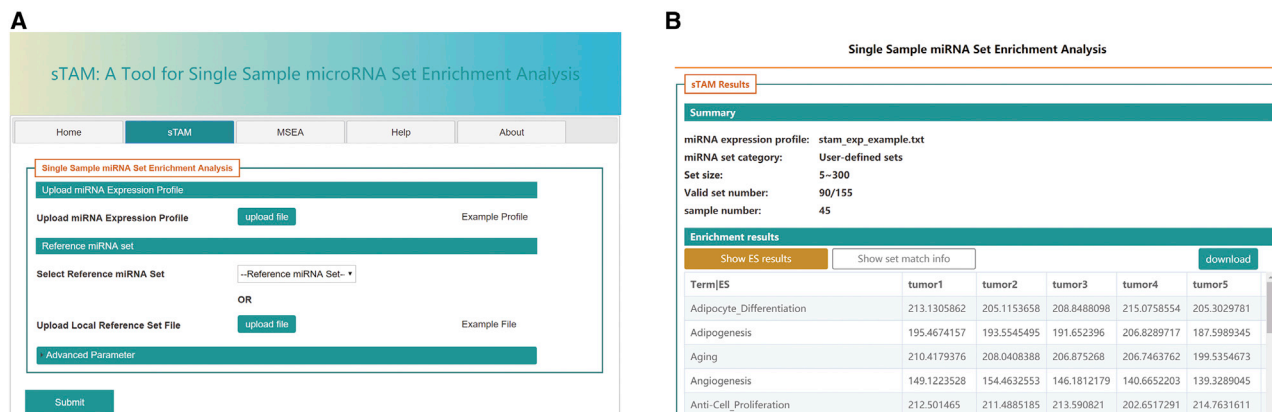 A
sTAM: A Tool for Single Sample microRNA Set Enrichment Analysis
Home sTAM MSEA Help About
Single Sample miRNA Set Enrichment Analysis
Upload miRNA Expression Profile
Upload miRNA Expression Profile upload file Example Profile
Reference miRNA set
Select Reference miRNA Set --Reference miRNA Set-
OR
Upload Local Reference Set File upload file Example File
Advanced Parameter
Submit
B
Single Sample miRNA Set Enrichment Analysis
sTAM Results
Summary
miRNA expression profile: stam_exp_example.txt
miRNA set category: User-defined sets
Set size: 5~300
Valid set number: 90/155
sample number: 45
Enrichment results
Show ES results Show set match info download
Term|ES tumor1 tumor2 tumor3 tumor4 tumor5
Adipocyte_Differentiation 213.1305862 205.1153658 208.8488098 215.0758554 205.3029781
Adipogenesis 195.4674157 193.5545495 191.652396 206.8289717 187.5989345
Aging 210.4179376 208.0408388 206.875268 206.7463762 199.5354673
Angiogenesis 149.1223528 154.4632553 146.1812179 140.6652203 139.3289045
Anti-Cell_Proliferation 212.501465 211.4885185 213.590821 202.6517291 214.7631611